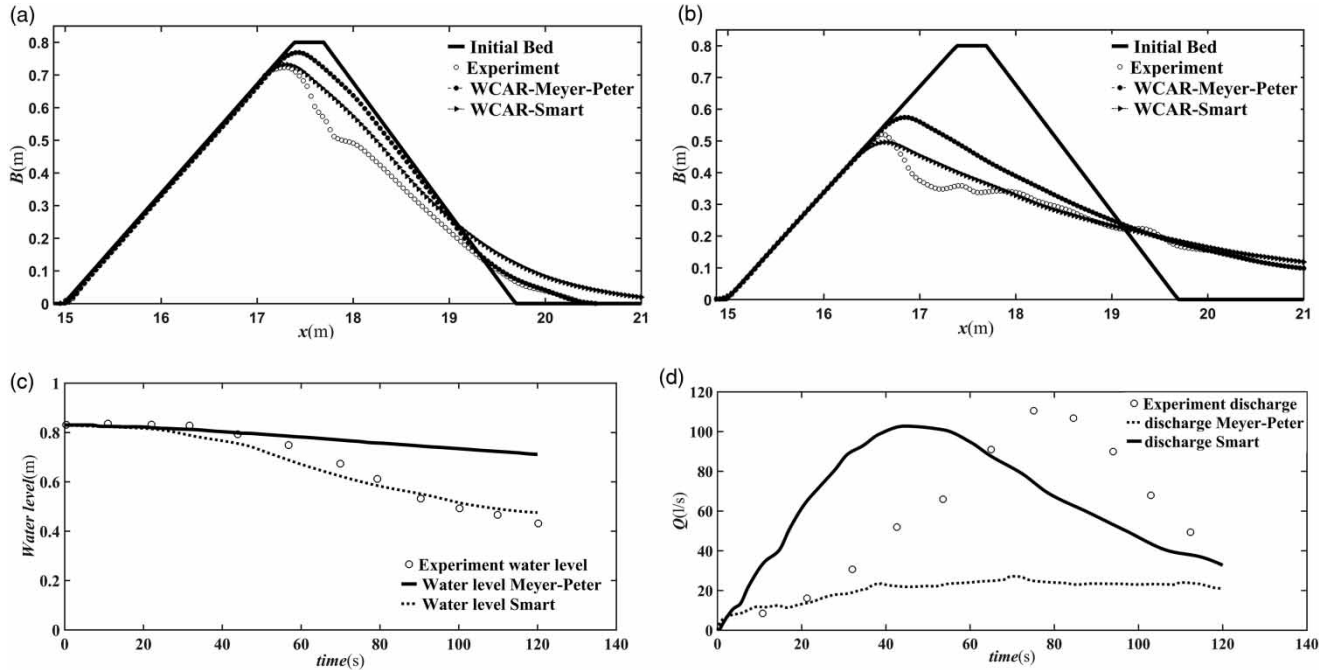 (a)
0.8
0.7
0.6
0.5
0.4
0.3
0.2
0.1
0
B(m)
Initial Bed
Experiment
WCAR-Meyer-Peter
WCAR-Smart
15 16 17 18 19 20 21
x(m)
(b)
0.8
0.7
0.6
0.5
0.4
0.3
0.2
0.1
0
B(m)
Initial Bed
Experiment
WCAR-Meyer-Peter
WCAR-Smart
15 16 17 18 19 20 21
x(m)
(c)
1
0.8
0.6
0.4
0.2
0
Water level(m)
Experiment water level
Water level Meyer-Peter
Water level Smart
0 20 40 60 80 100 120 140
time(s)
(d)
120
100
80
60
40
20
0
Q(l/s)
Experiment discharge
discharge Meyer-Peter
discharge Smart
0 20 40 60 80 100 120 140
time(s)